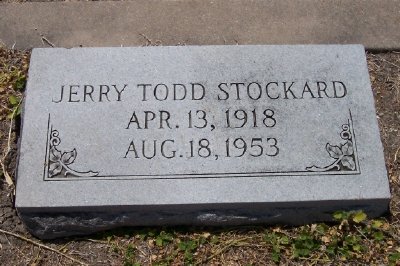 JERRY TODD STOCKARD
APR. 13, 1918
AUG. 18, 1953